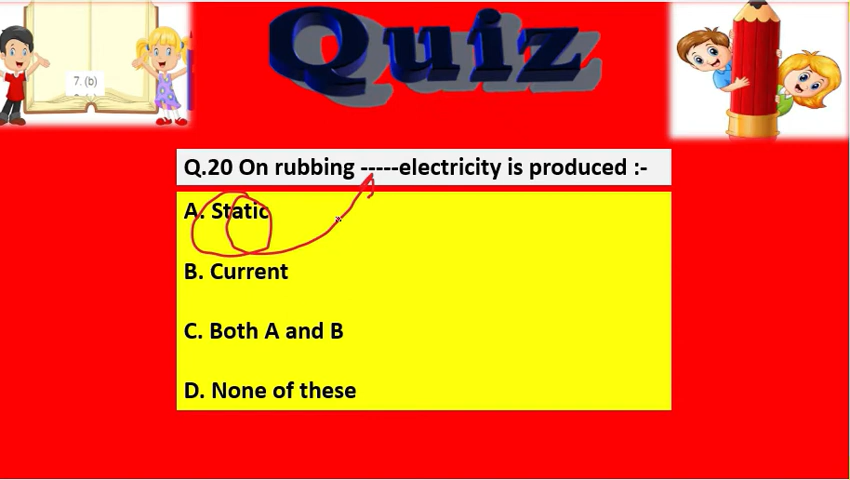 7. (b)
Quiz
Q.20 On rubbing -----electricity is produced :-
A. Static
B. Current
C. Both A and B
D. None of these